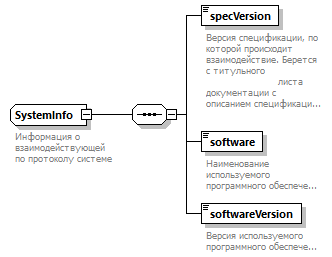 specVersion
Версия спецификации, по
которой происходит
взаимодействие. Берется
с титульного
листа
документации с
описанием спецификаци...
SystemInfo
Информация о
взаимодействующей
по протоколу системе
software
Наименование
используемого
программного обеспече...
softwareVersion
Версия используемого
программного обеспече...